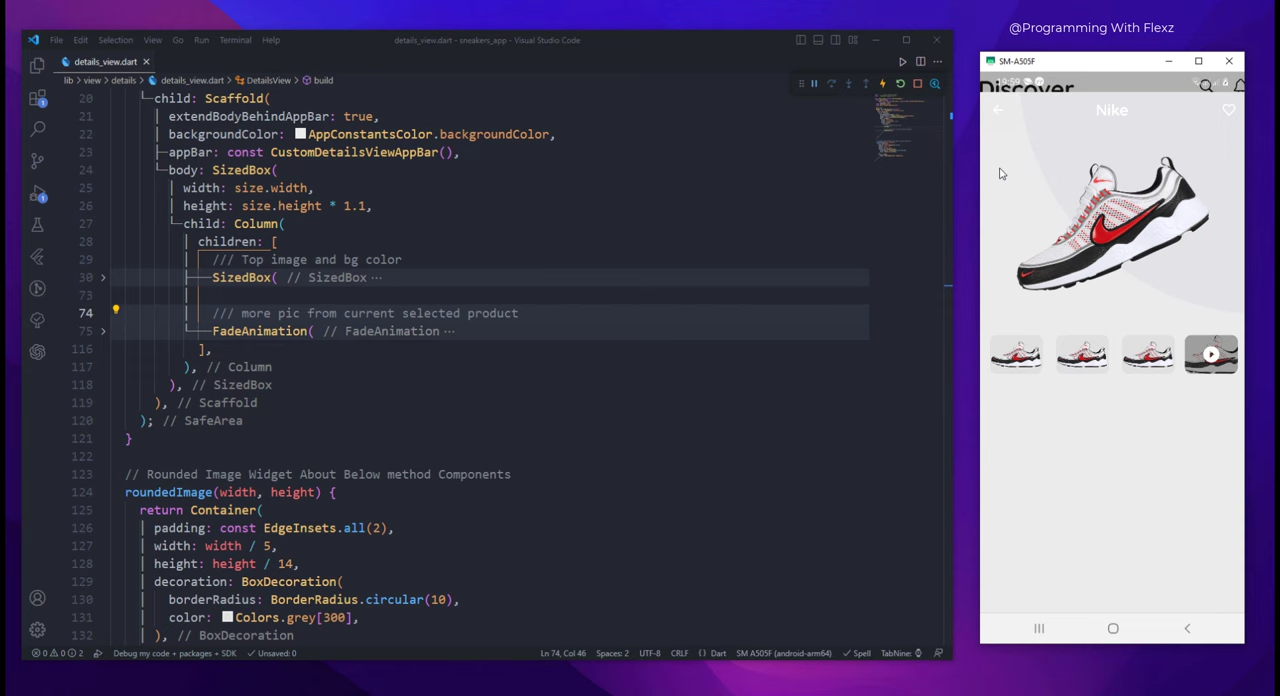 @Programming With Flexz
File Edit Selection View Go Run Terminal Help
details_view.dart - sneakers_app - Visual Studio Code
SM-A505F
details_view.dart
lib > view > details > details_view.dart > DetailsView > build
20 child: Scaffold(
21 extendBodyBehindAppBar: true,
22 backgroundColor: AppConstantsColor.backgroundColor,
23 appBar: const CustomDetailsViewAppBar(),
24 body: SizedBox(
25 width: size.width,
26 height: size.height * 1.1,
27 child: Column(
28 children: [
29 /// Top image and bg color
30 SizedBox( // SizedBox ···
73
74 /// more pic from current selected product
75 FadeAnimation( // FadeAnimation ···
116 ],
117 ), // Column
118 ), // SizedBox
119 ), // Scaffold
120 ); // SafeArea
121 }
122
123 // Rounded Image Widget About Below method Components
124 roundedImage(width, height) {
125 return Container(
126 padding: const EdgeInsets.all(2),
127 width: width / 5,
128 height: height / 14,
129 decoration: BoxDecoration(
130 borderRadius: BorderRadius.circular(10),
131 color: Colors.grey[300],
132 ), // BoxDecoration
0 0 2 Debug my code + packages + SDK Unsaved: 0
Ln 74, Col 46 Spaces: 2 UTF-8 CRLF {} Dart SM A505F (android-arm64) Spell TabNine:
19:59
Discover
Nike